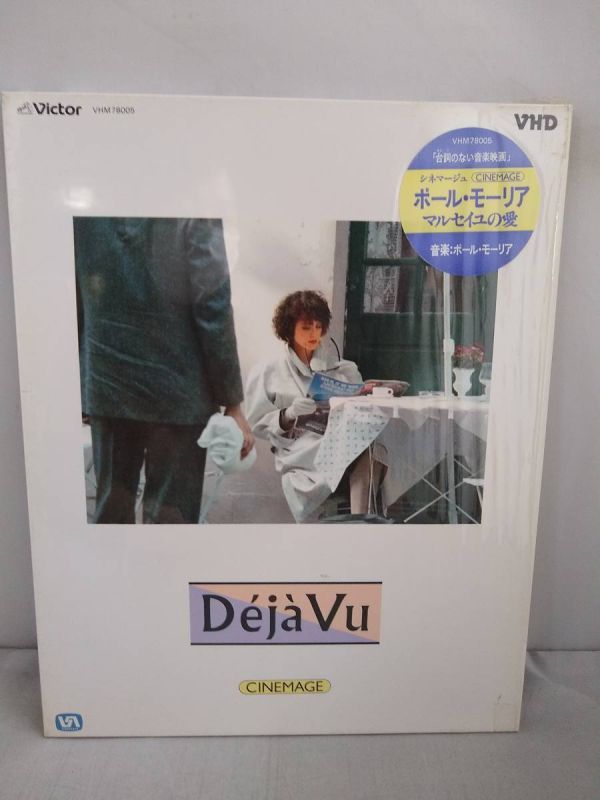 Victor VHM78005
VHD
VHM78005
「台詞のない音楽映画」
シネマージュ CINEMAGE
ポール・モーリア
マルセイユの愛
音楽:ポール・モーリア
DéjàVu
CINEMAGE